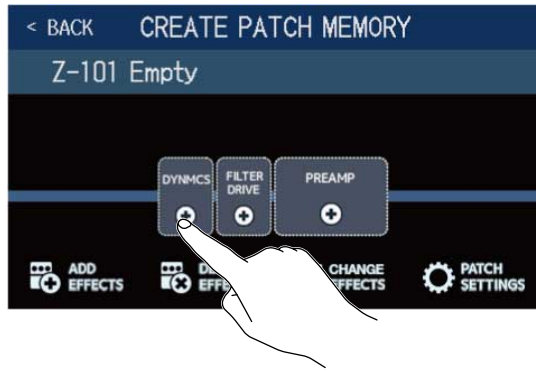 < BACK CREATE PATCH MEMORY
Z-101 Empty
DYNMCS FILTER DRIVE PREAMP
ADD EFFECTS CHANGE EFFECTS PATCH SETTINGS